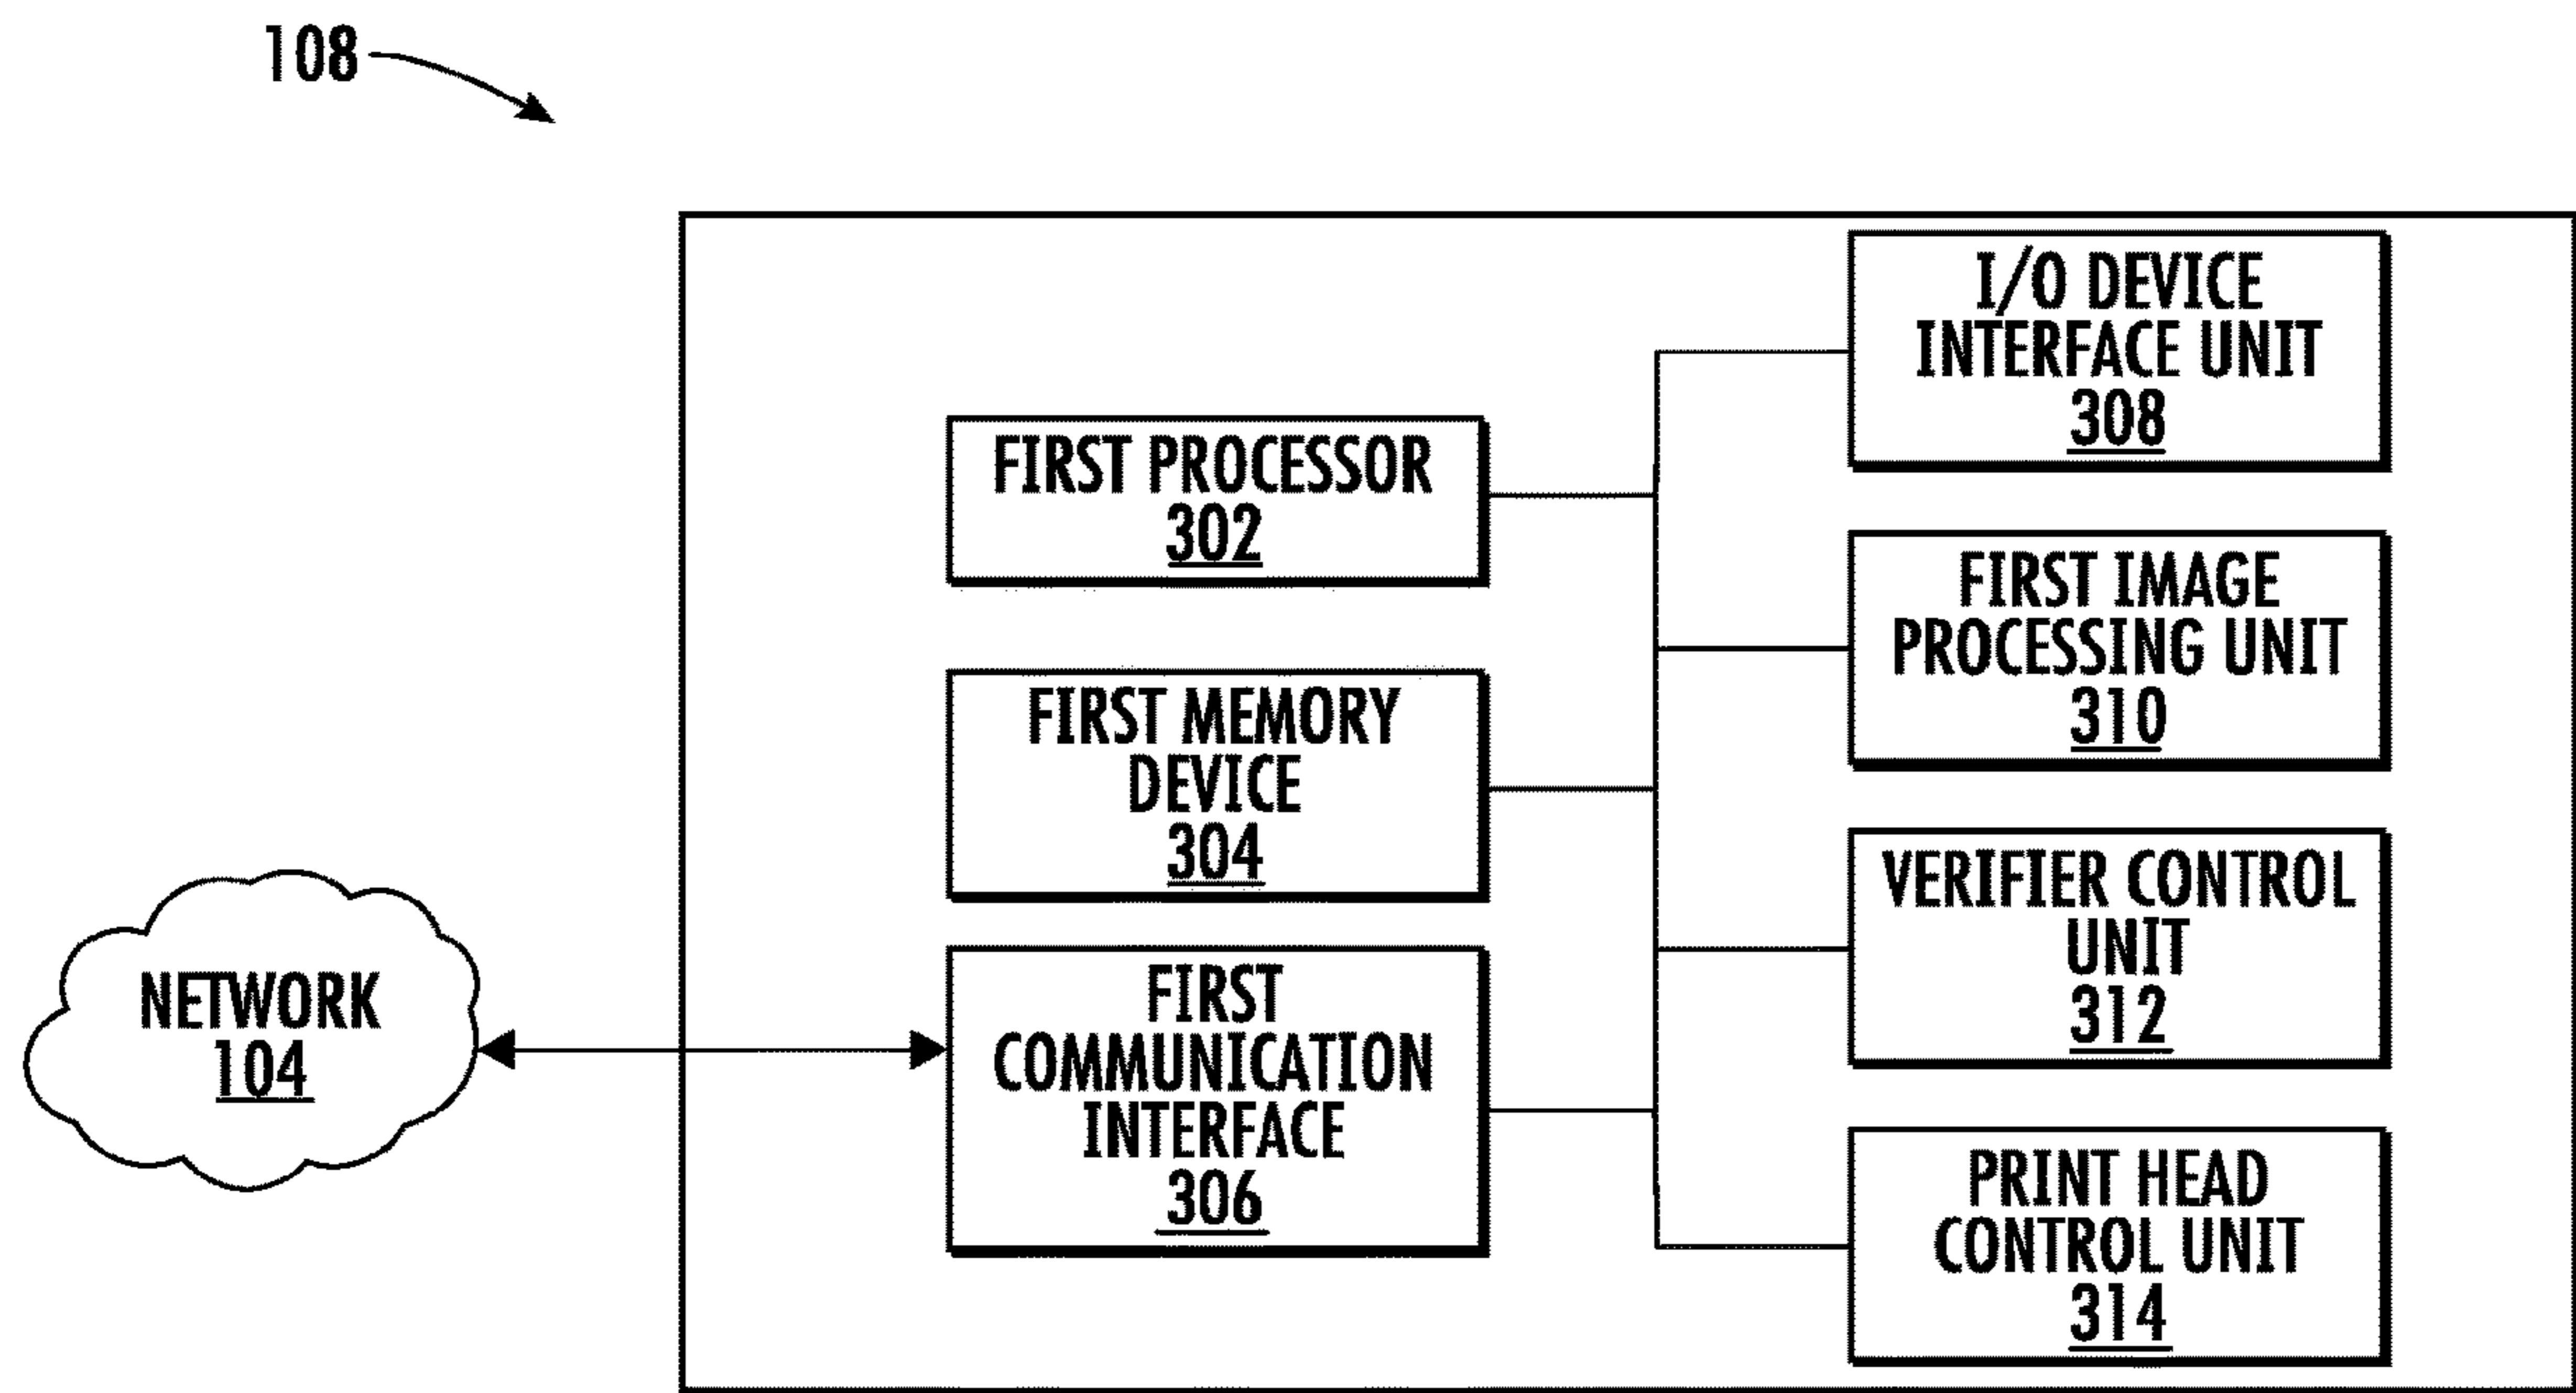 108
I/O DEVICE
INTERFACE UNIT
308
FIRST PROCESSOR
302
FIRST IMAGE
PROCESSING UNIT
310
FIRST MEMORY
DEVICE
304
VERIFIER CONTROL
UNIT
312
NETWORK
104
FIRST
COMMUNICATION
INTERFACE
306
PRINT HEAD
CONTROL UNIT
314